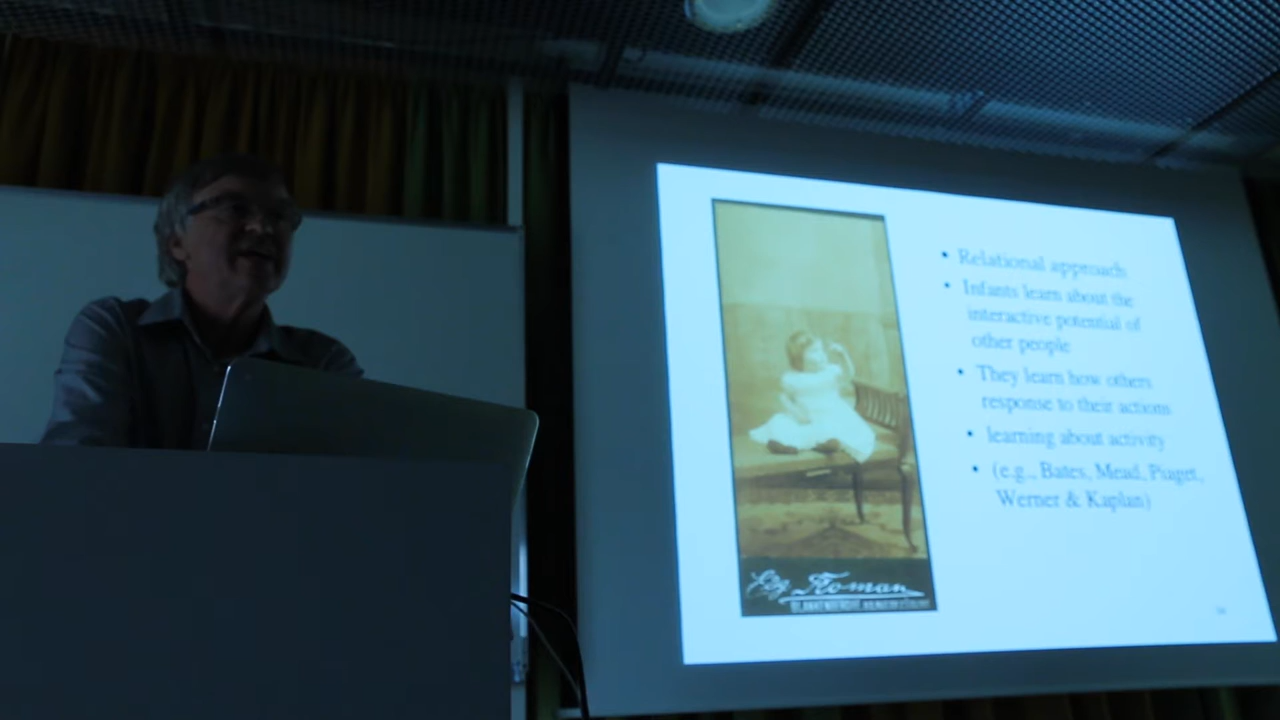 • Relational approach
• Infants learn about the
interactive potential of
other people
• They learn how others
response to their actions
• learning about activity
• (e.g., Bates, Mead, Piaget,
Werner & Kaplan)